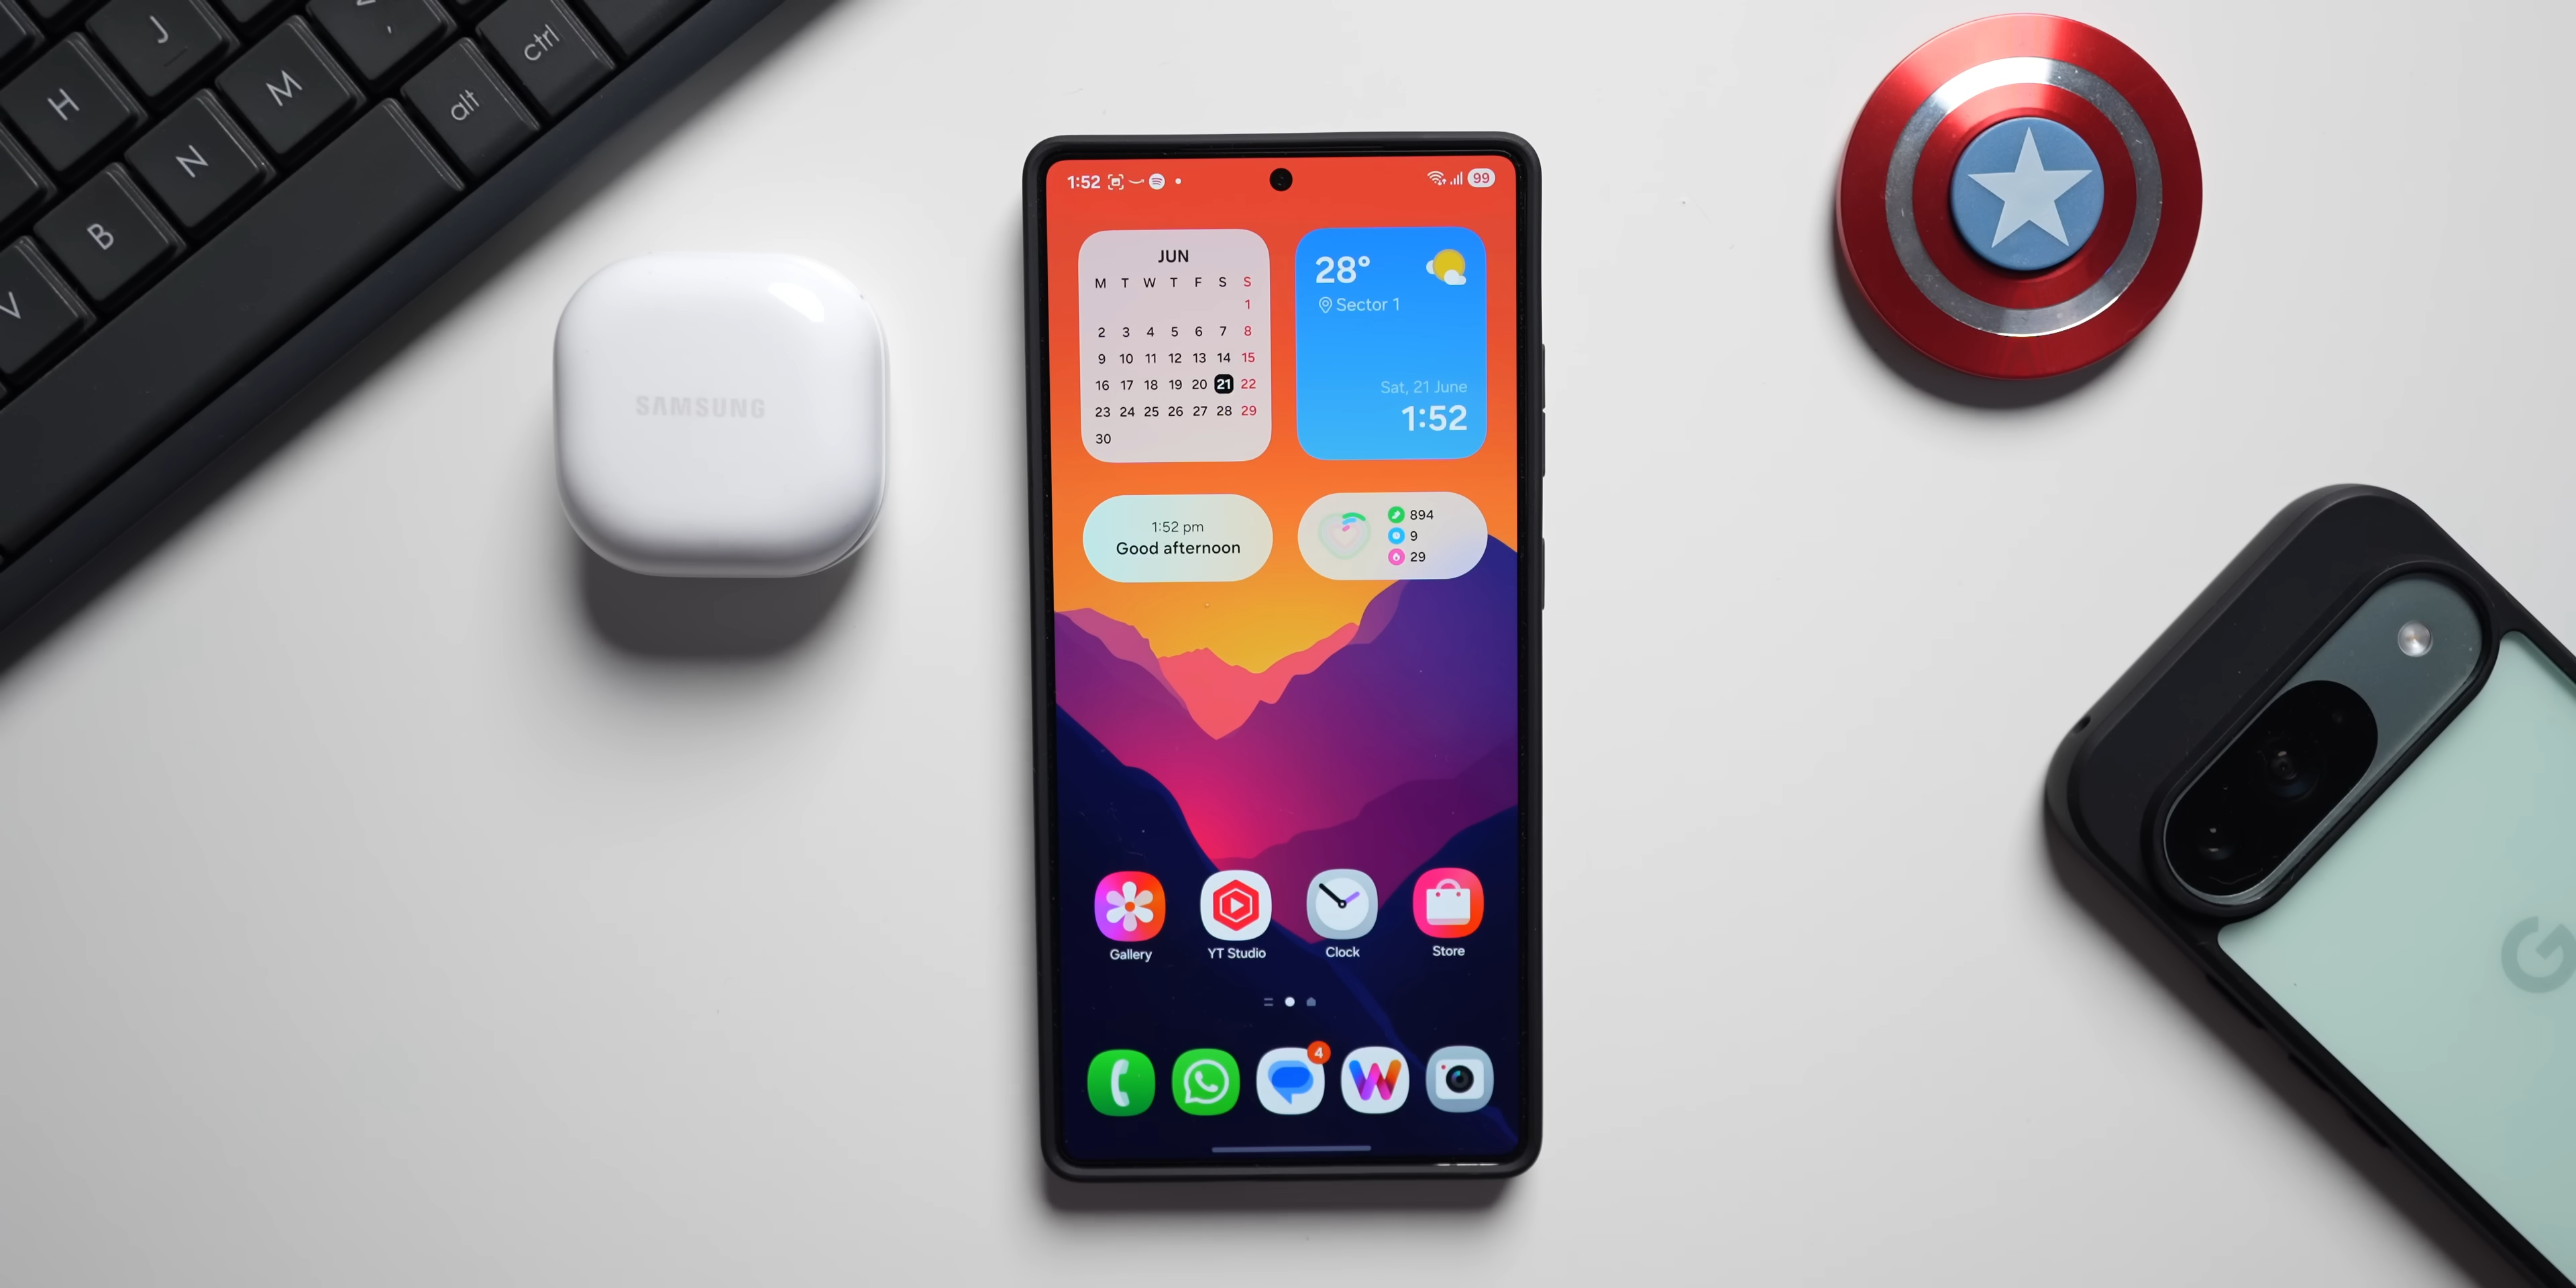 J
,
ctrl
H
M
alt
N
B
V
SAMSUNG
1:52
99
JUN
M T W T F S S
1
2 3 4 5 6 7 8
9 10 11 12 13 14 15
16 17 18 19 20 21 22
23 24 25 26 27 28 29
30
28°
Sector 1
Sat, 21 June
1:52
1:52 pm
Good afternoon
894
9
29
Gallery
YT Studio
Clock
Store
4
W
G